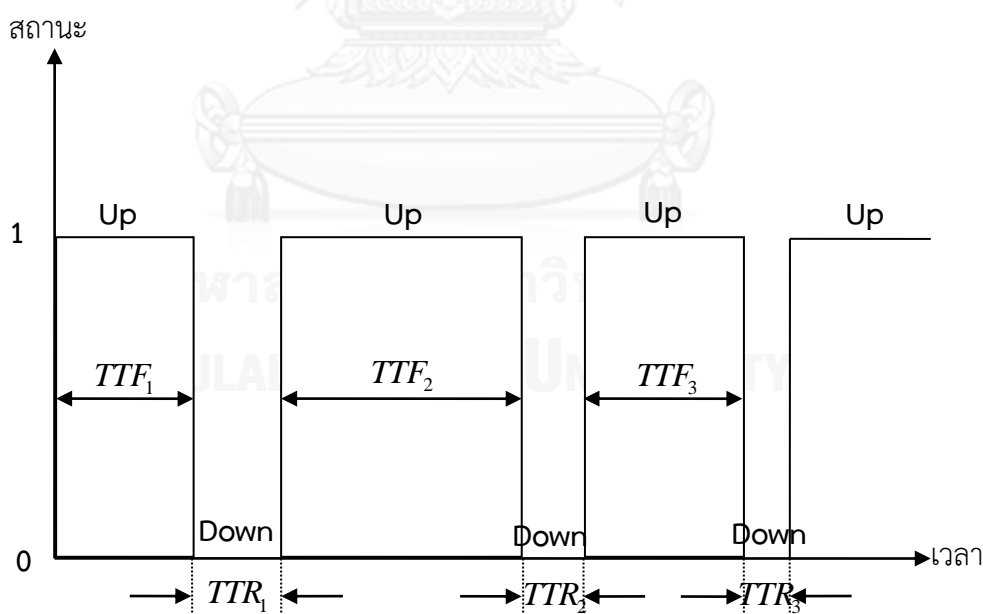 สถานะ
Up Up Up Up
1
TTF₁ TTF₂ TTF₃
Down Down Down
0
เวลา
TTR₁ TTR₂ TTR₃